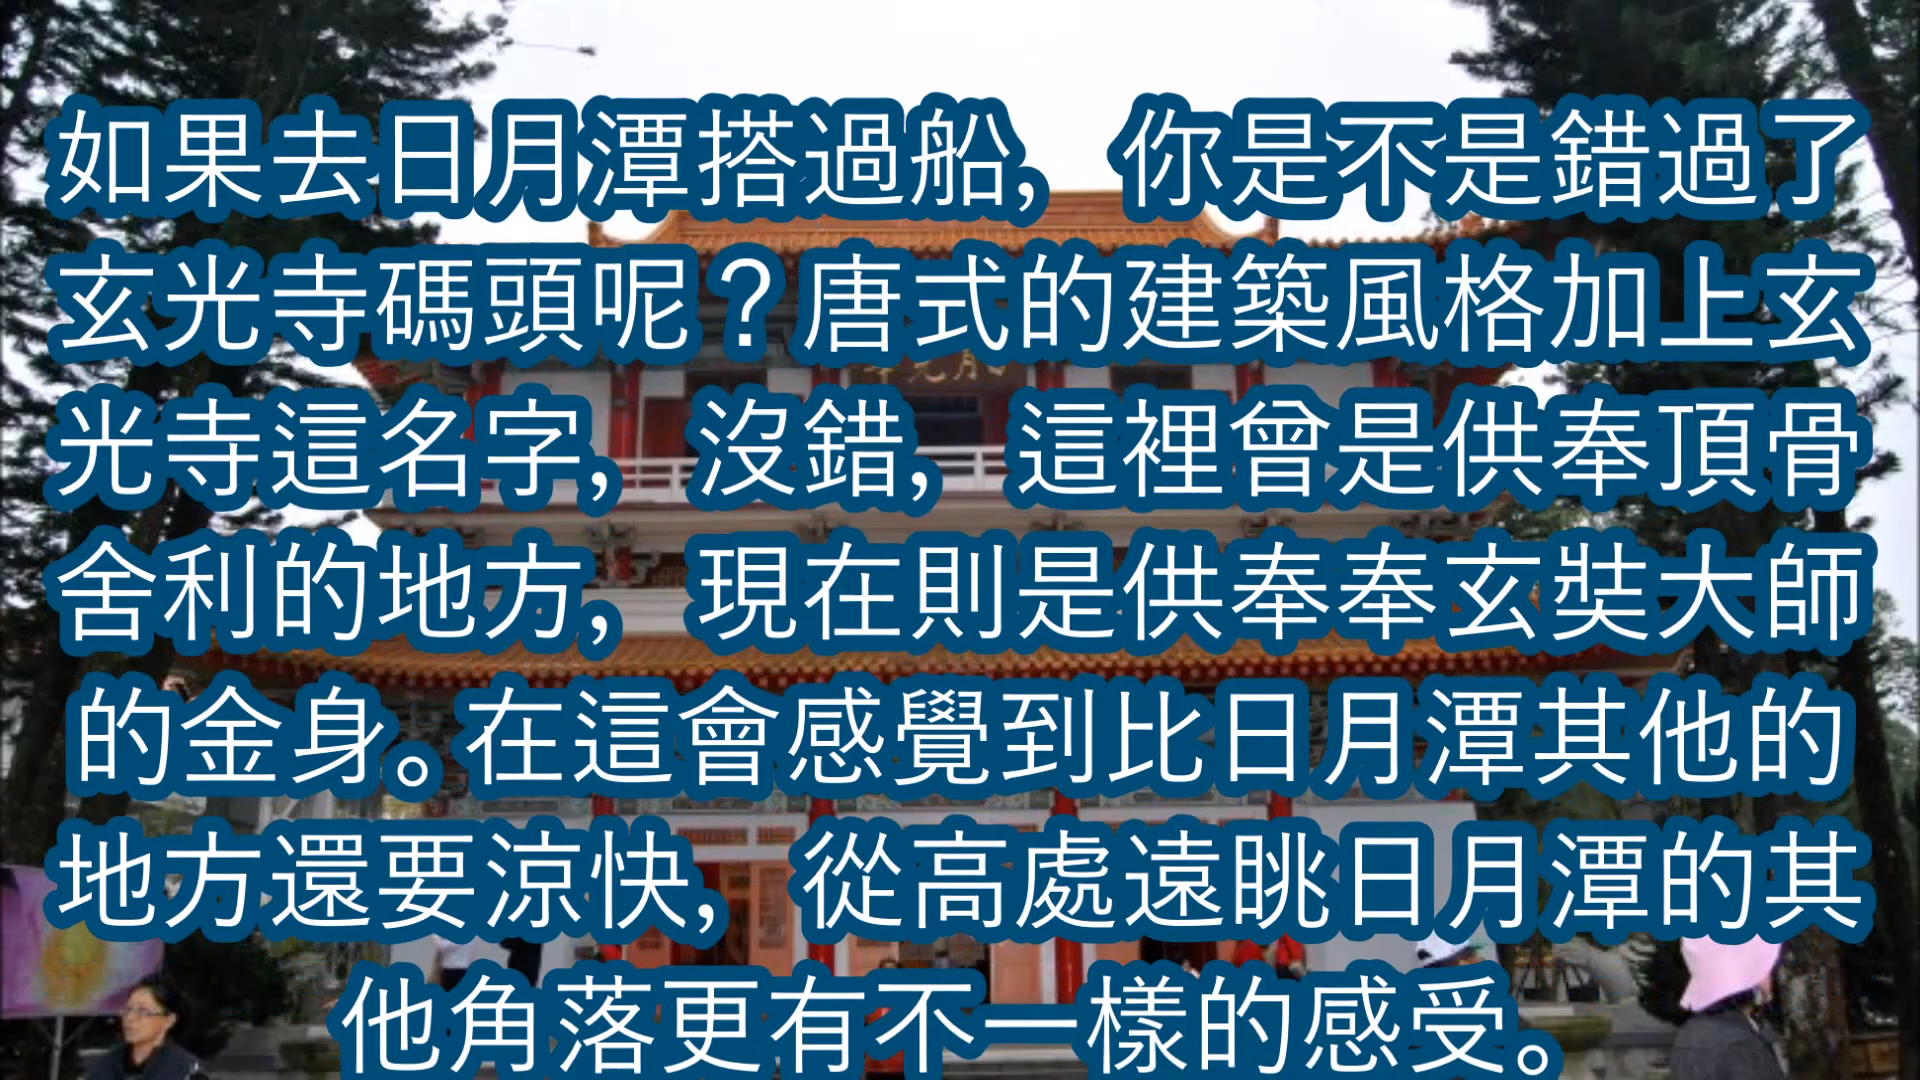 如果去日月潭搭過船，你是不是錯過了
玄光寺碼頭呢？唐式的建築風格加上玄
光寺這名字，沒錯，這裡曾是供奉頂骨
舍利的地方，現在則是供奉奉玄奘大師
的金身。在這會感覺到比日月潭其他的
地方還要涼快，從高處遠眺日月潭的其
他角落更有不一樣的感受。